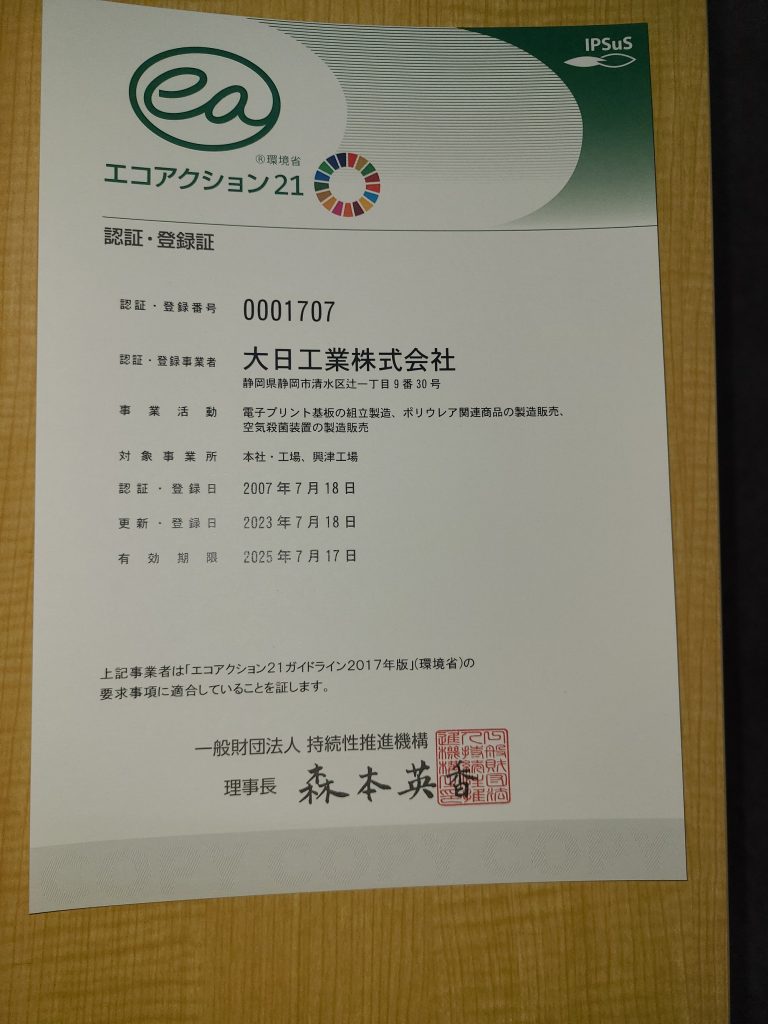 IPSuS
ea
®環境省
エコアクション21
認証・登録証
認証・登録番号 0001707
認証・登録事業者 大日工業株式会社
静岡県静岡市清水区辻一丁目9番30号
事業活動 電子プリント基板の組立製造、ポリウレア関連商品の製造販売、
空気殺菌装置の製造販売
対象事業所 本社・工場、興津工場
認証・登録日 2007年7月18日
更新・登録日 2023年7月18日
有効期限 2025年7月17日
上記事業者は「エコアクション21ガイドライン2017年版」(環境省)の
要求事項に適合していることを証します。
一般財団法人 持続性推進機構
理事長 森本英香